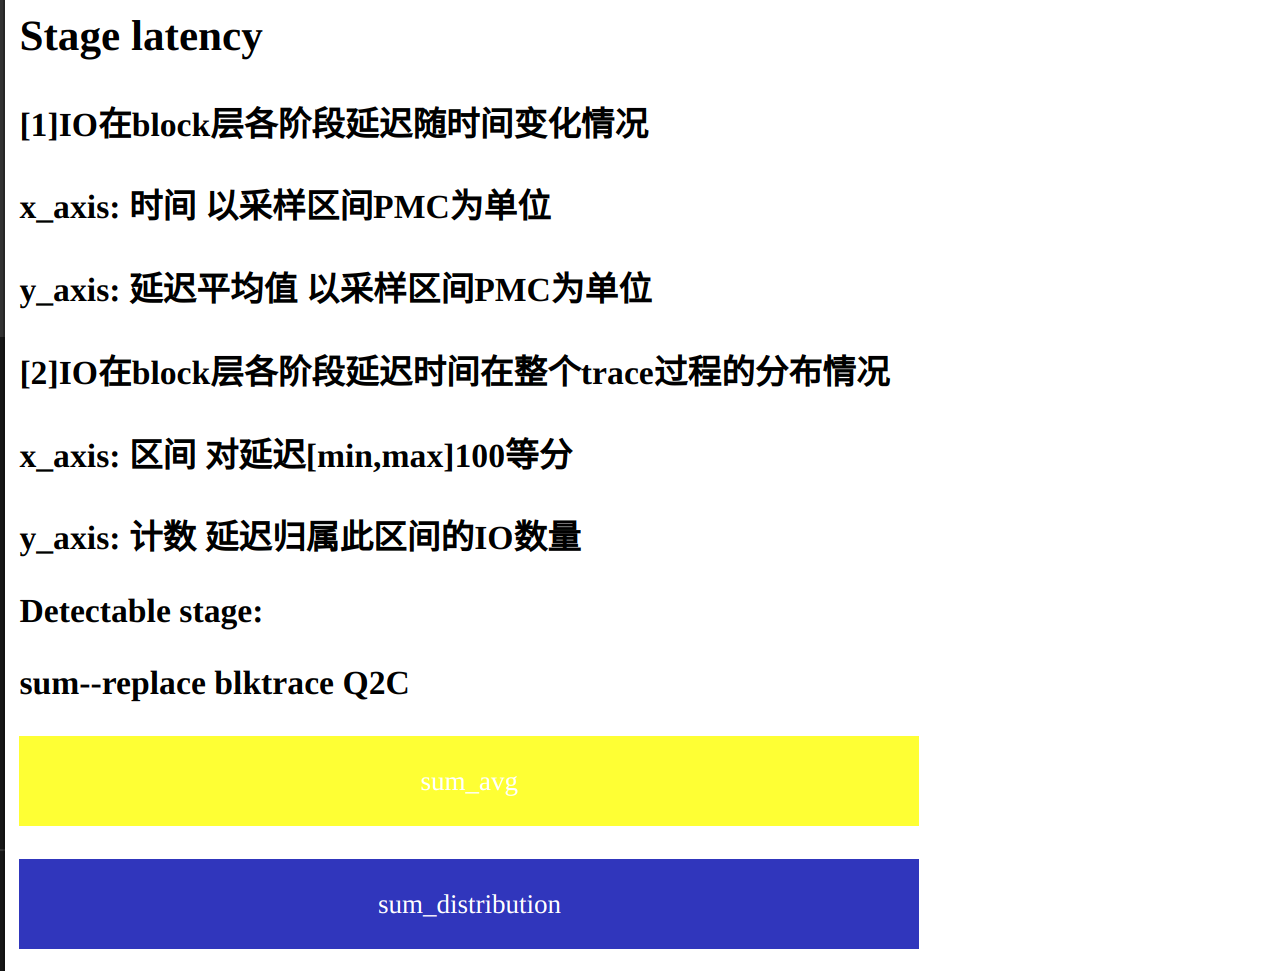 Stage latency
[1]IO在block层各阶段延迟随时间变化情况
x_axis: 时间 以采样区间PMC为单位
y_axis: 延迟平均值 以采样区间PMC为单位
[2]IO在block层各阶段延迟时间在整个trace过程的分布情况
x_axis: 区间 对延迟[min,max]100等分
y_axis: 计数 延迟归属此区间的IO数量
Detectable stage:
sum--replace blktrace Q2C
sum_avg
sum_distribution